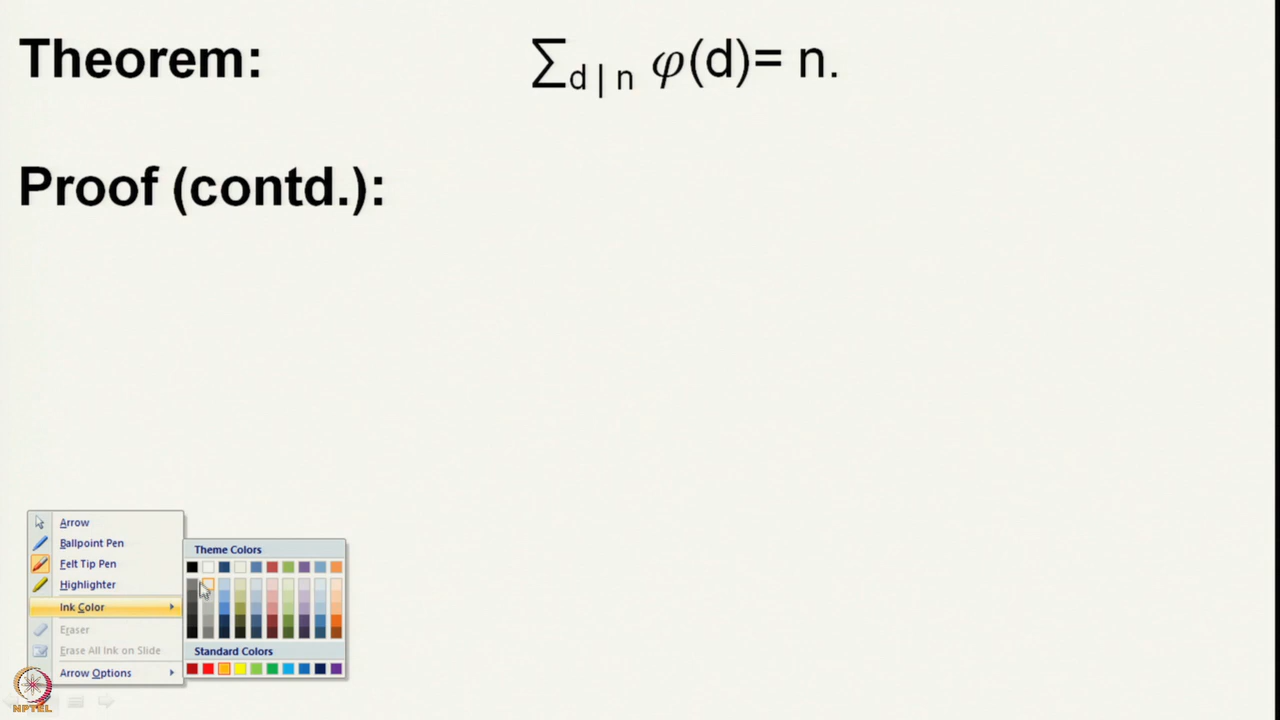 Theorem: ∑d | n φ(d)= n.
Proof (contd.):
Arrow
Ballpoint Pen
Felt Tip Pen
Highlighter
Ink Color
Eraser
Erase All Ink on Slide
Arrow Options
Theme Colors
Standard Colors
NPTEL